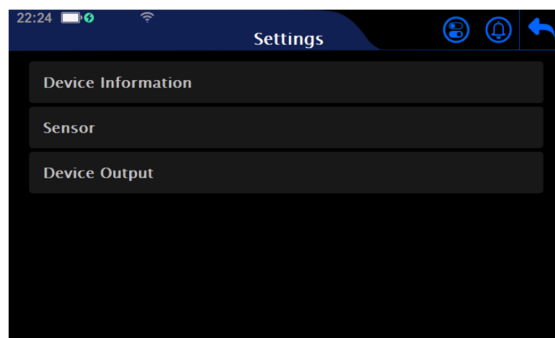 22:24
Settings
Device Information
Sensor
Device Output